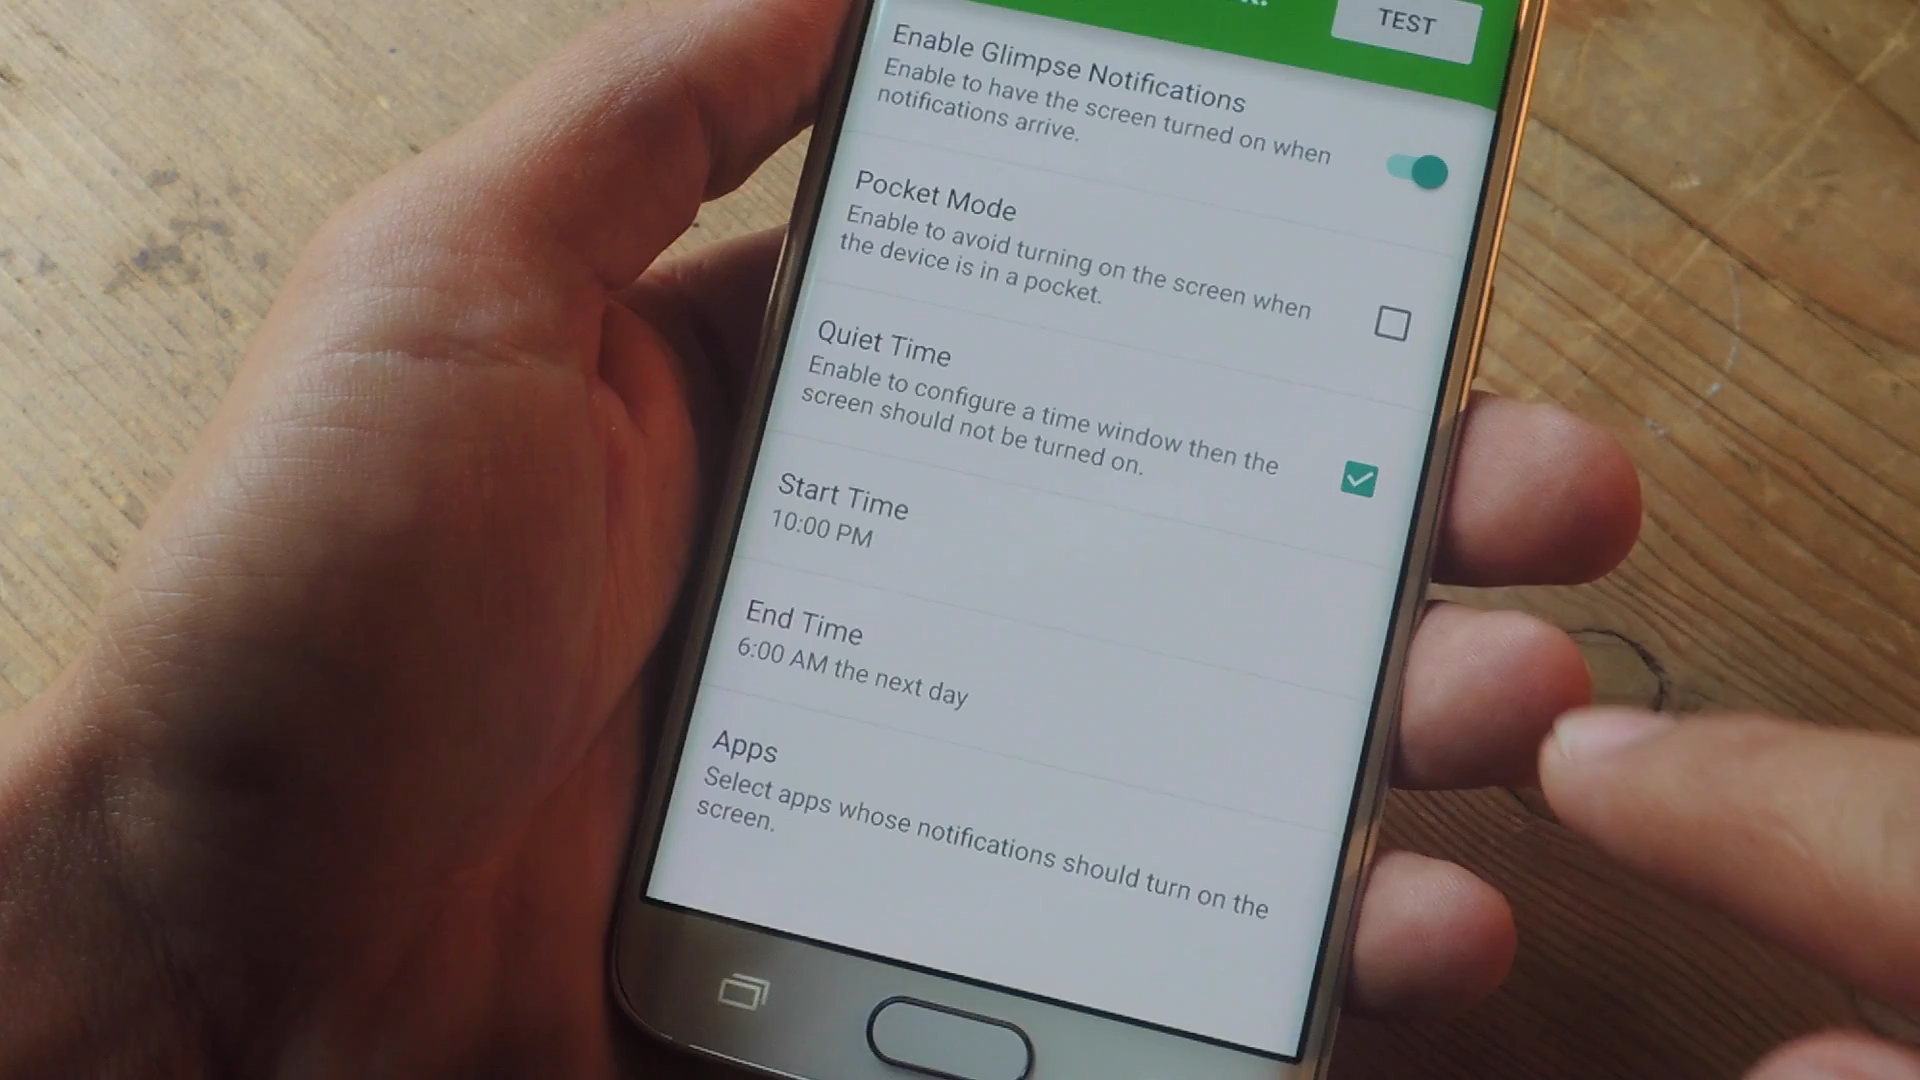 TEST
Enable Glimpse Notifications
Enable to have the screen turned on when
notifications arrive.
Pocket Mode
Enable to avoid turning on the screen when
the device is in a pocket.
Quiet Time
Enable to configure a time window then the
screen should not be turned on.
Start Time
10:00 PM
End Time
6:00 AM the next day
Apps
Select apps whose notifications should turn on the
screen.